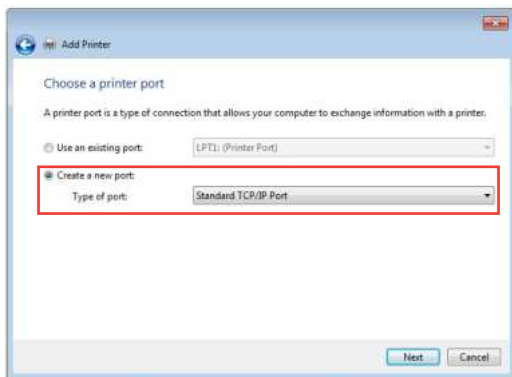 Add Printer
Choose a printer port
A printer port is a type of connection that allows your computer to exchange information with a printer.
Use an existing port: LPT1: (Printer Port)
Create a new port:
Type of port: Standard TCP/IP Port
Next Cancel